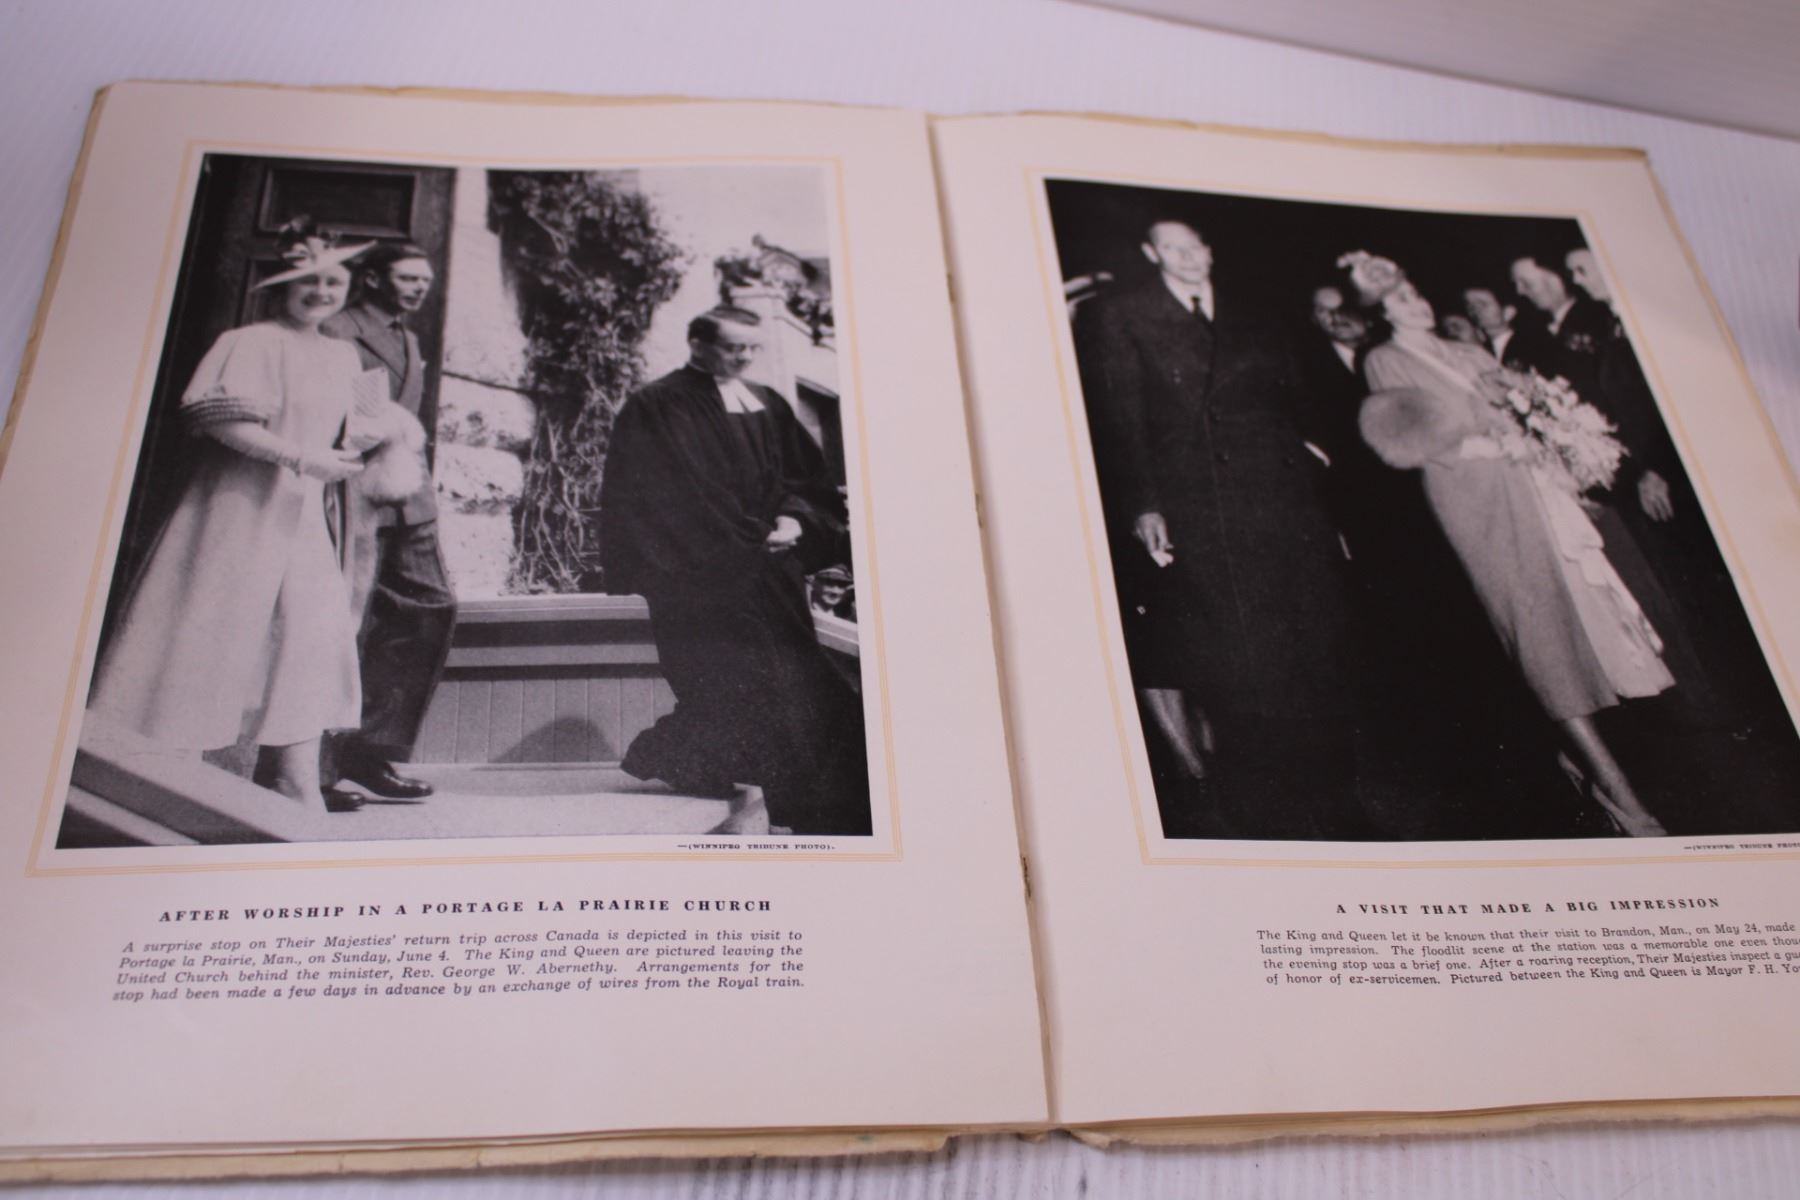 —(WINNIPEG TRIBUNE PHOTO).
AFTER WORSHIP IN A PORTAGE LA PRAIRIE CHURCH
A surprise stop on Their Majesties' return trip across Canada is depicted in this visit to
Portage la Prairie, Man., on Sunday, June 4. The King and Queen are pictured leaving the
United Church behind the minister, Rev. George W. Abernethy. Arrangements for the
stop had been made a few days in advance by an exchange of wires from the Royal train.
—(WINNIPEG TRIBUNE PHOTO
A VISIT THAT MADE A BIG IMPRESSION
The King and Queen let it be known that their visit to Brandon, Man., on May 24, made
lasting impression. The floodlit scene at the station was a memorable one even
the evening stop was a brief one. After a roaring reception, Their Majesties inspect a
of honor of ex-servicemen. Pictured between the King and Queen is Mayor F. H.